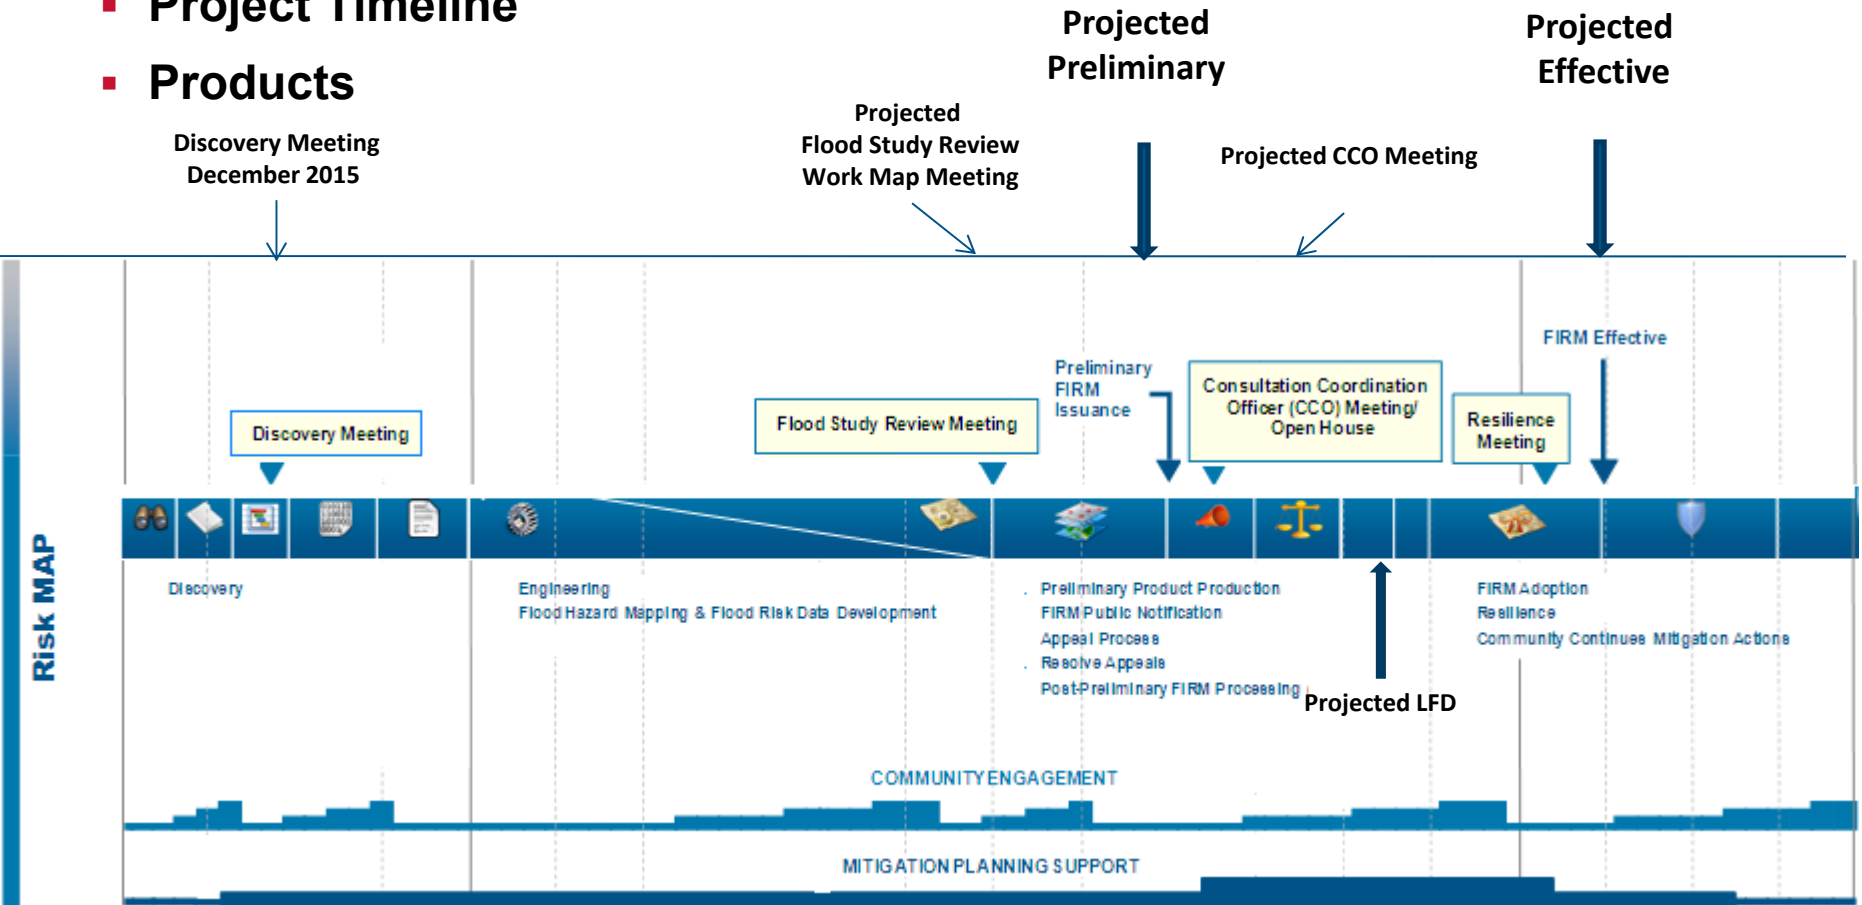 Project Timeline
Products
Projected
Preliminary
Projected
Effective
Discovery Meeting
December 2015
Projected
Flood Study Review
Work Map Meeting
Projected CCO Meeting
FIRM Effective
Preliminary
FIRM
Issuance
Consultation Coordination
Officer (CCO) Meeting/
Open House
Resilience
Meeting
Flood Study Review Meeting
Discovery Meeting
Risk MAP
Discovery
Engineering
Flood Hazard Mapping & Flood Risk Data Development
Preliminary Product Production
FIRM Public Notification
Appeal Process
Resolve Appeals
Post-Preliminary FIRM Processing
FIRM Adoption
Resilience
Community Continues Mitigation Actions
Projected LFD
COMMUNITY ENGAGEMENT
MITIGATION PLANNING SUPPORT